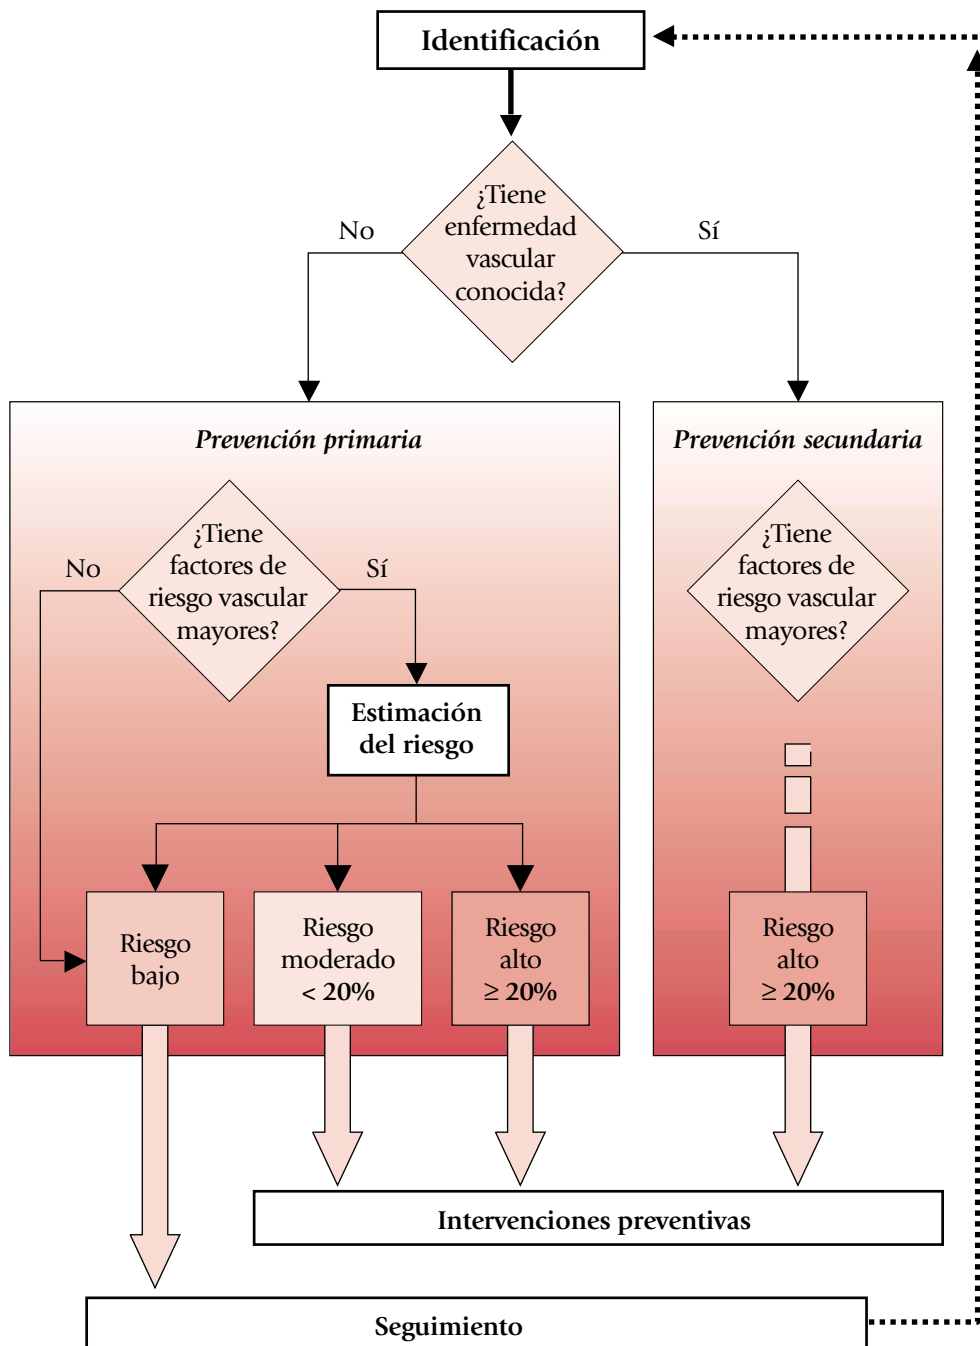 Identificación
¿Tiene
enfermedad
vascular
conocida?
No
Sí
Prevención primaria
¿Tiene
factores de
riesgo vascular
mayores?
No
Sí
Estimación
del riesgo
Riesgo
bajo
Riesgo
moderado
< 20%
Riesgo
alto
≥ 20%
Prevención secundaria
¿Tiene
factores de
riesgo vascular
mayores?
Riesgo
alto
≥ 20%
Intervenciones preventivas
Seguimiento